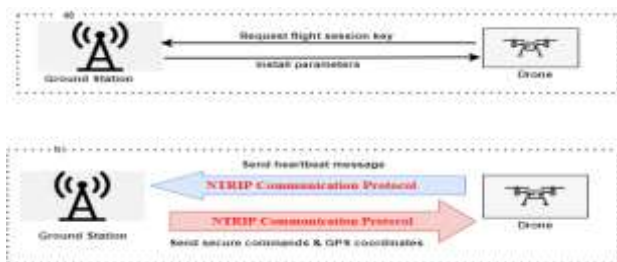 a)
Request flight session key
Install parameters
Ground Station
Drone
b)
Send heartbeat message
NTRIP Communication Protocol
NTRIP Communication Protocol
Ground Station
Drone
Send secure commands & GPS coordinates